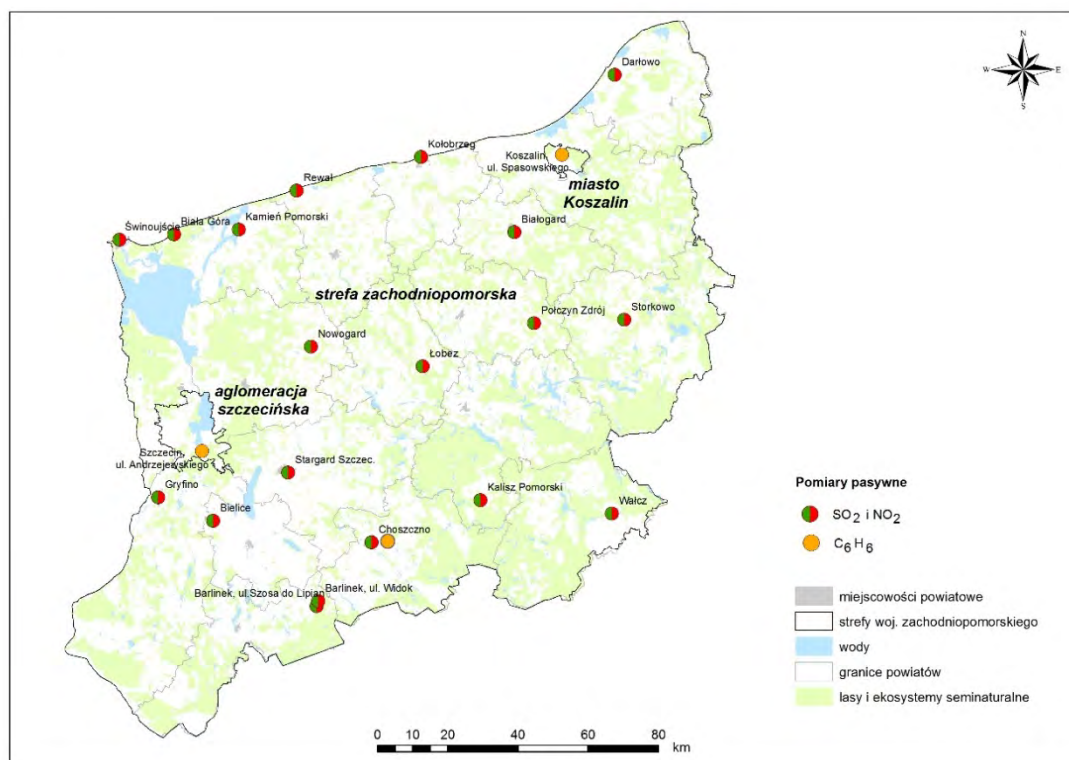 N
W E
S
Darłowo
Kołobrzeg
Koszalin,
ul. Spasowskiego
miasto
Koszalin
Rewal
Kamień Pomorski
Biała Góra
Świnoujście
Białogard
strefa zachodniopomorska
Połczyn Zdrój
Storkowo
Nowogard
Łobez
aglomeracja
szczecińska
Szczecin,
ul. Andrzejewskiego
Stargard Szczec.
Gryfino
Bielice
Kalisz Pomorski
Wałcz
Choszczno
Barlinek, ul.Szosa do Lipian
Barlinek, ul. Widok
Pomiary pasywne
SO2 i NO2
C6H6
miejscowości powiatowe
strefy woj. zachodniopomorskiego
wody
granice powiatów
lasy i ekosystemy seminaturalne
0 10 20 40 60 80
km